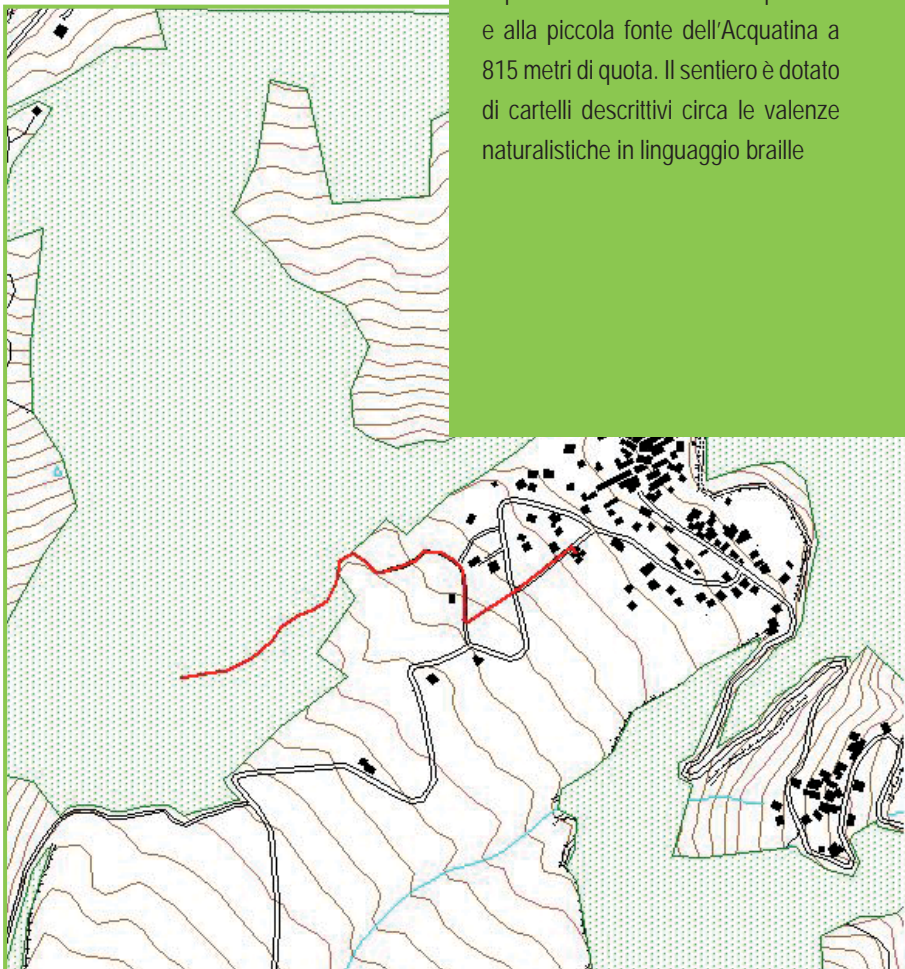 e alla piccola fonte dell'Acquatina a
815 metri di quota. Il sentiero è dotato
di cartelli descrittivi circa le valenze
naturalistiche in linguaggio braille